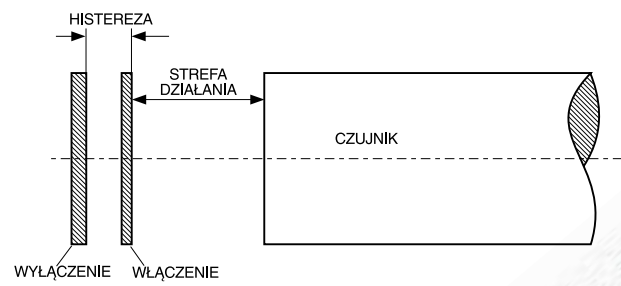 HISTEREZA
STREFA
DZIAŁANIA
CZUJNIK
WYŁĄCZENIE
WŁĄCZENIE